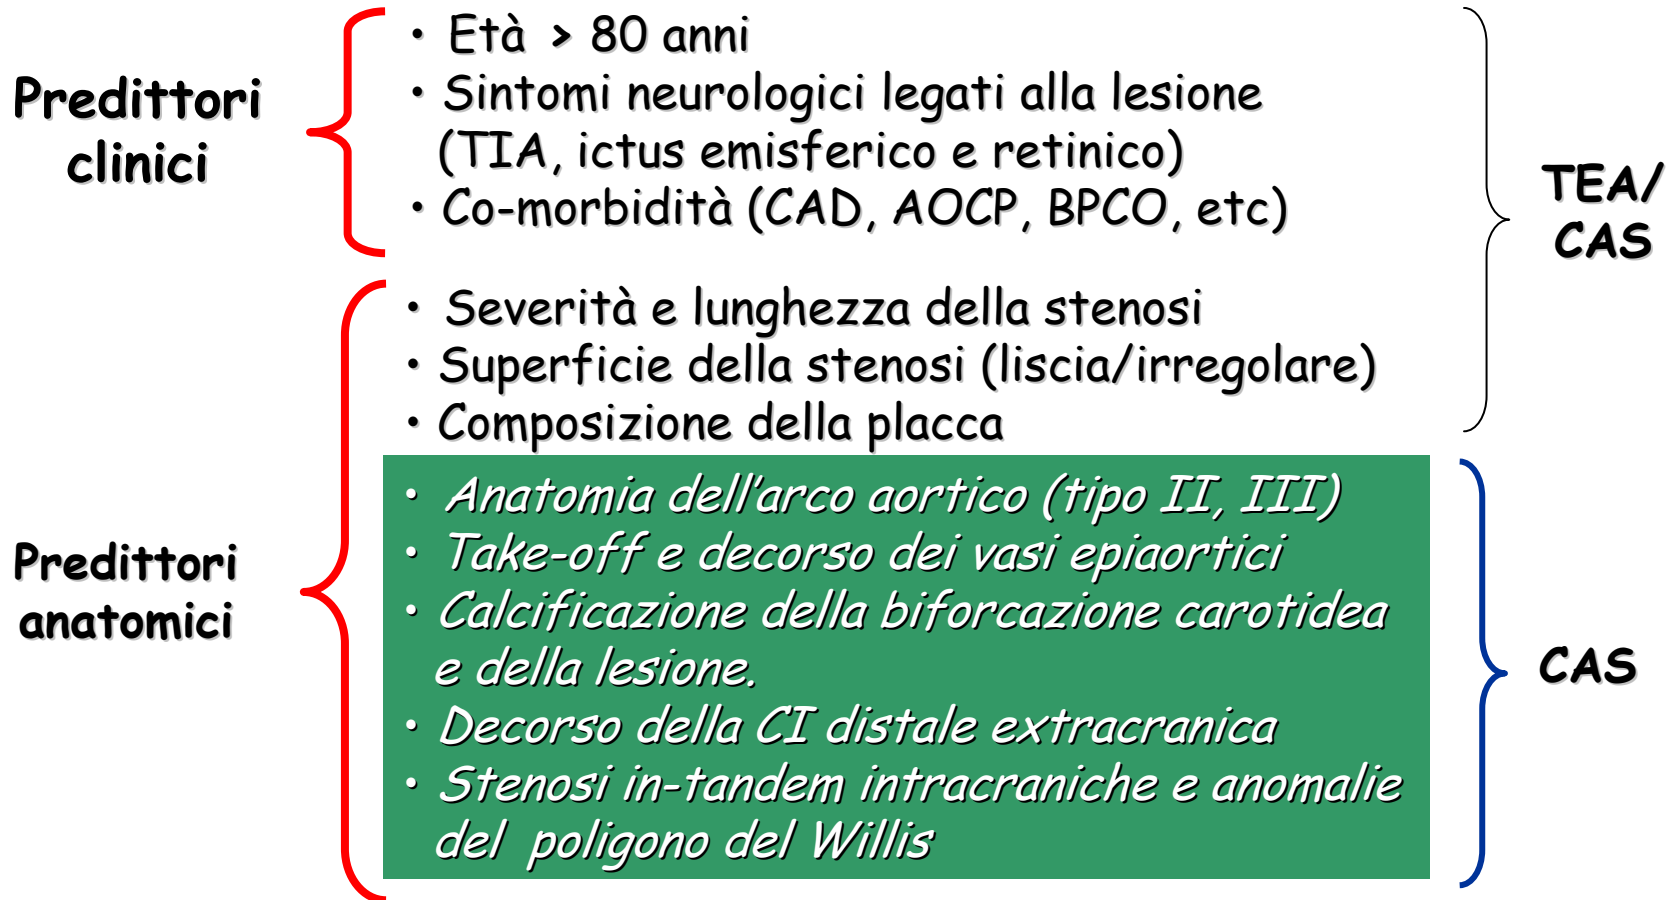 Predittori
clinici
• Età > 80 anni
• Sintomi neurologici legati alla lesione
(TIA, ictus emisferico e retinico)
• Co-morbidità (CAD, AOCP, BPCO, etc)
TEA/
CAS
Predittori
anatomici
• Severità e lunghezza della stenosi
• Superficie della stenosi (liscia/irregolare)
• Composizione della placca
• Anatomia dell'arco aortico (tipo II, III)
• Take-off e decorso dei vasi epiaortici
• Calcificazione della biforcazione carotidea
e della lesione.
• Decorso della CI distale extracranica
• Stenosi in-tandem intracraniche e anomalie
del poligono del Willis
CAS